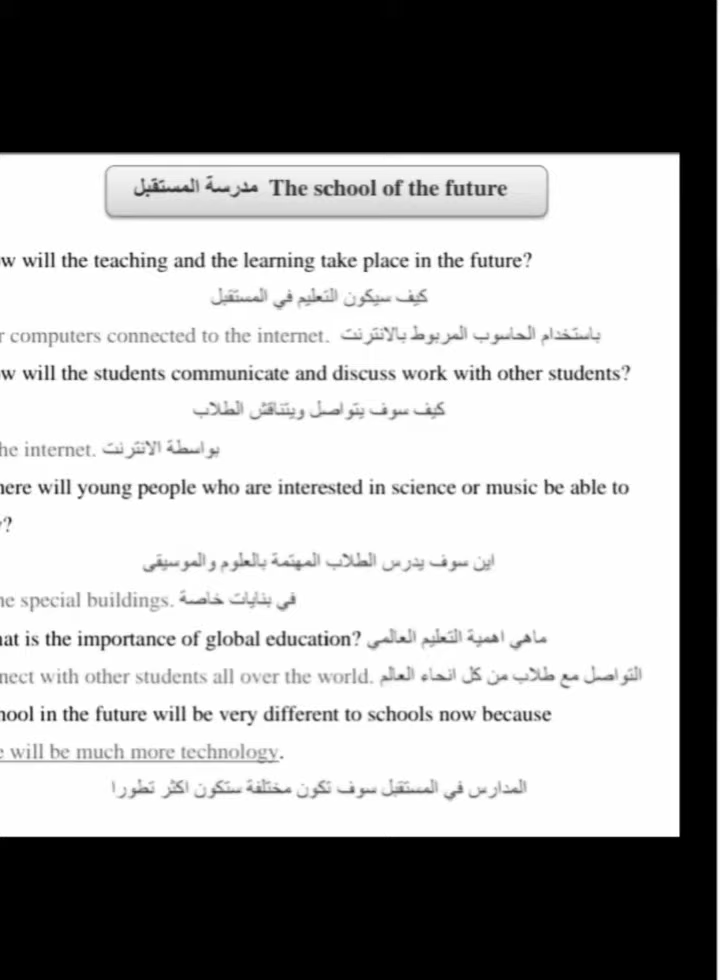 مدرسة المستقبل The school of the future
w will the teaching and the learning take place in the future?
كيف سيكون التعليم في المستقبل
r computers connected to the internet. باستخدام الحاسوب المربوط بالانترنت
w will the students communicate and discuss work with other students?
كيف سوف يتواصل ويتناقش الطلاب
he internet. بواسطة الانترنت
here will young people who are interested in science or music be able to
?
اين سوف يدرس الطلاب المهتمة بالعلوم والموسيقى
he special buildings. في بنايات خاصة
hat is the importance of global education? ماهي اهمية التعليم العالمي
nect with other students all over the world. التواصل مع طلاب من كل انحاء العالم
hool in the future will be very different to schools now because
e will be much more technology.
المدارس في المستقبل سوف تكون مختلفة ستكون اكثر تطورا